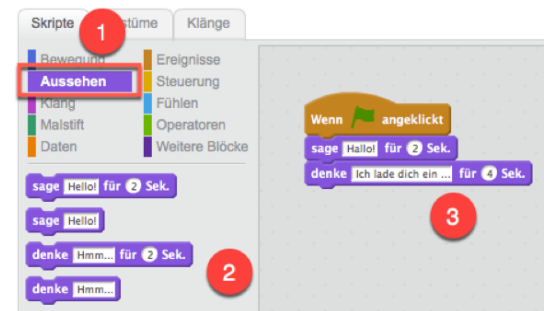 Skripte
1
stüme
Klänge
Bewegung
Ereignisse
Aussehen
Steuerung
Klang
Fühlen
Malstift
Operatoren
Daten
Weitere Blöcke
sage Hello! für 2 Sek.
sage Hello!
denke Hmm... für 2 Sek.
denke Hmm...
2
Wenn angeklickt
sage Hallo! für 2 Sek.
denke Ich lade dich ein ... für 4 Sek.
3